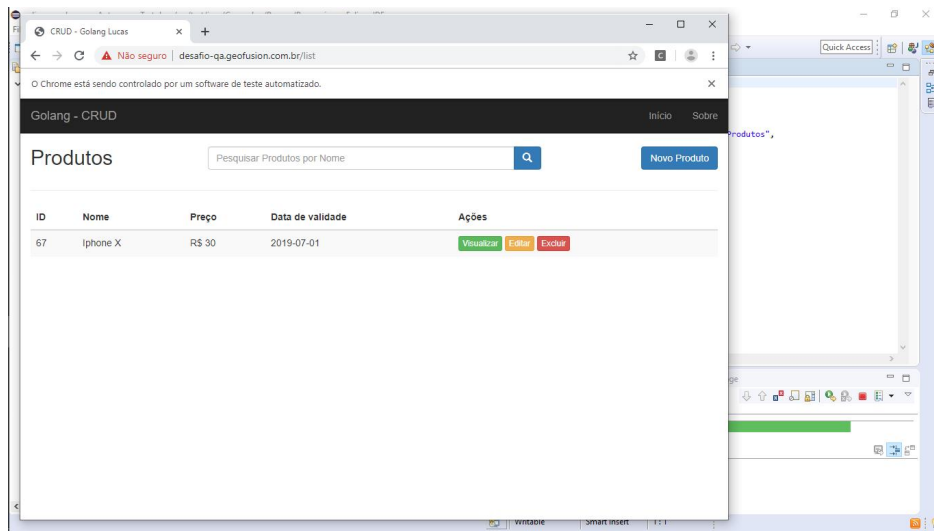 CRUD - Golang Lucas
Não seguro | desafio-qa.geofusion.com.br/list
O Chrome está sendo controlado por um software de teste automatizado.
Golang - CRUD
Início Sobre
Produtos
Pesquisar Produtos por Nome
Novo Produto
ID Nome Preço Data de validade Ações
67 Iphone X R$ 30 2019-07-01 Visualizar Editar Excluir
Quick Access
Produtos",
Writable Smart Insert 1 : 1